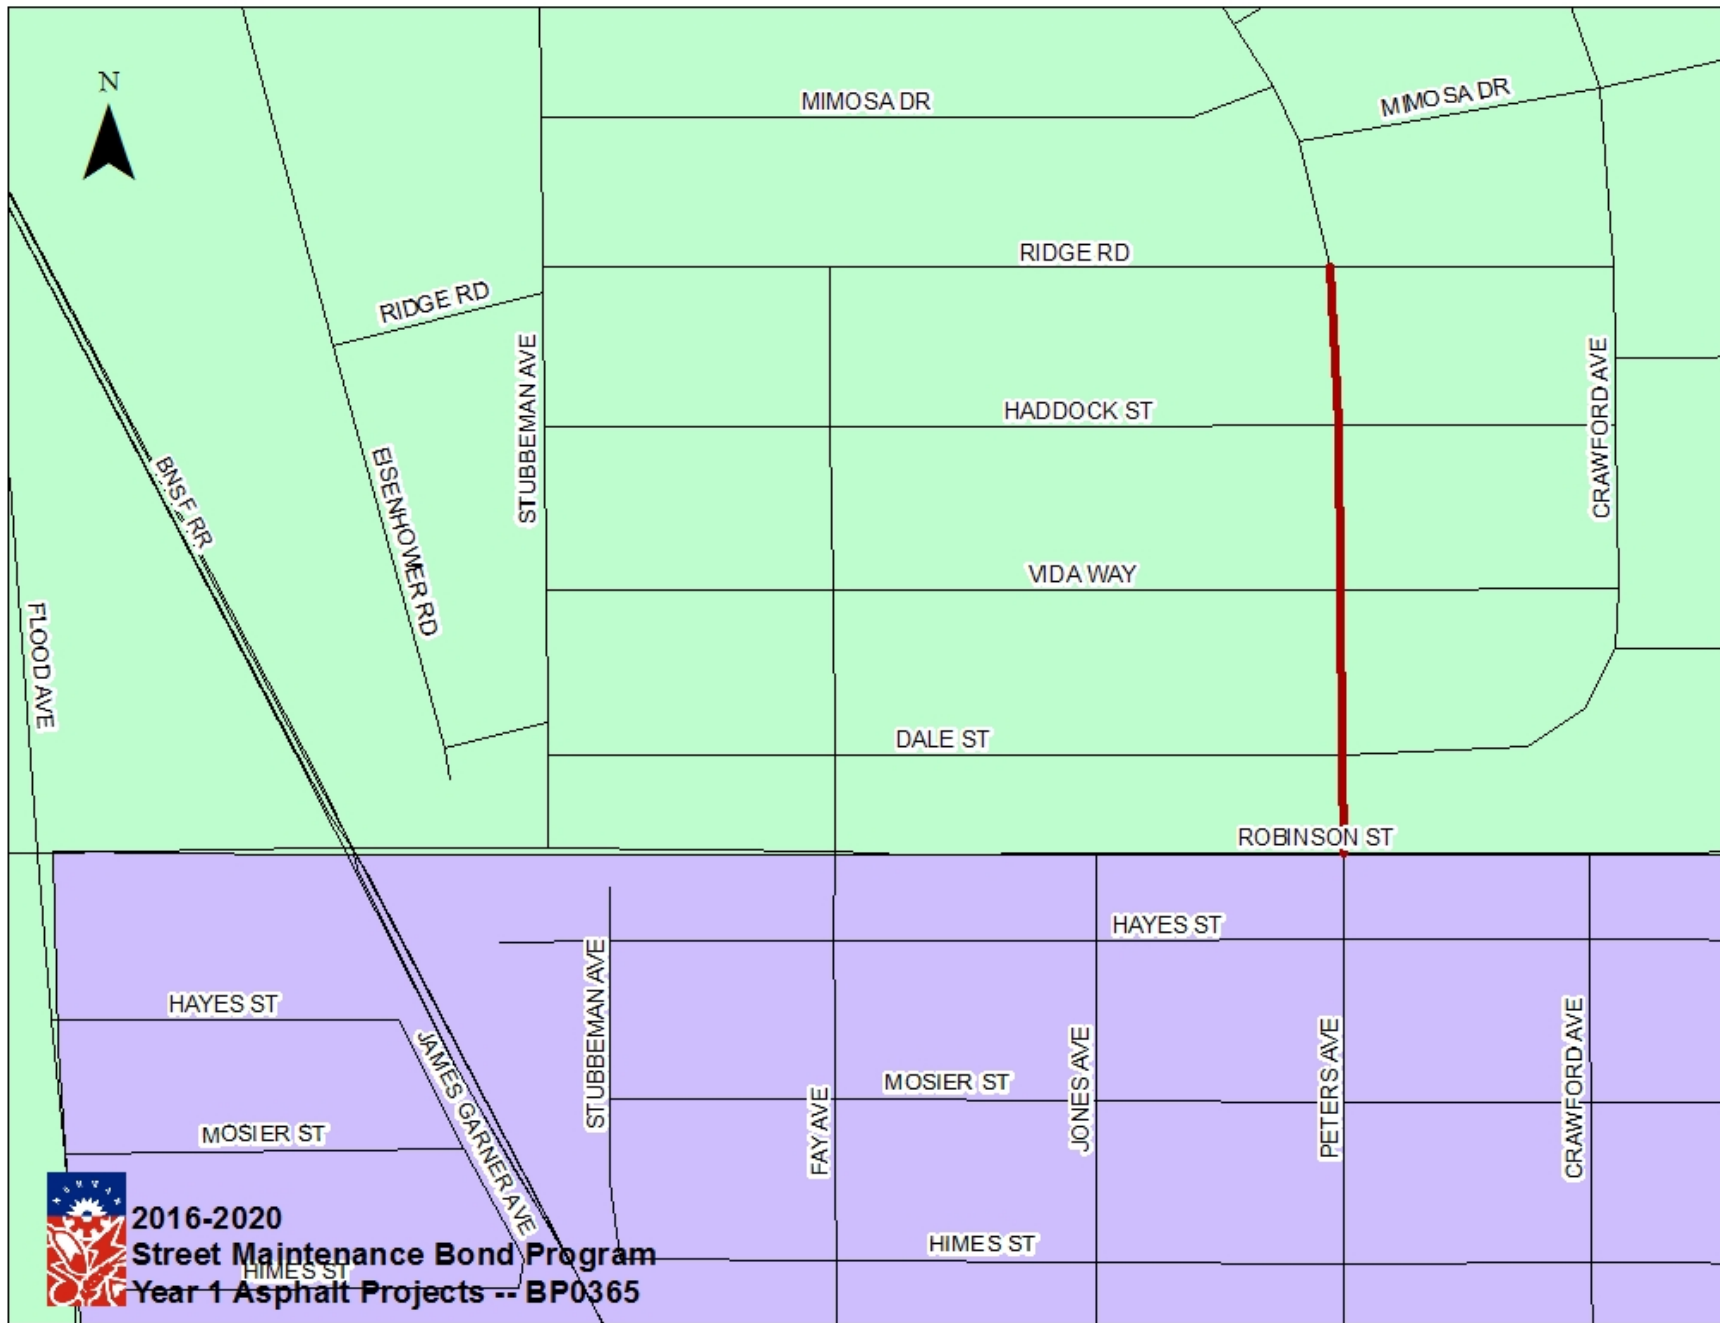 N
MIMOSA DR
MIMOSA DR
RIDGE RD
RIDGE RD
STUBBEMAN AVE
CRAWFORD AVE
HADDOCK ST
EISENHOWER RD
BNSF RR
VIDA WAY
FLOOD AVE
DALE ST
ROBINSON ST
HAYES ST
STUBBEMAN AVE
HAYES ST
CRAWFORD AVE
PETERS AVE
JONES AVE
JAMES GARNER AVE
MOSIER ST
FAY AVE
MOSIER ST
NORMAN
2016-2020
Street Maintenance Bond Program
HIMES ST
HIMES ST
Year 1 Asphalt Projects -- BP0365